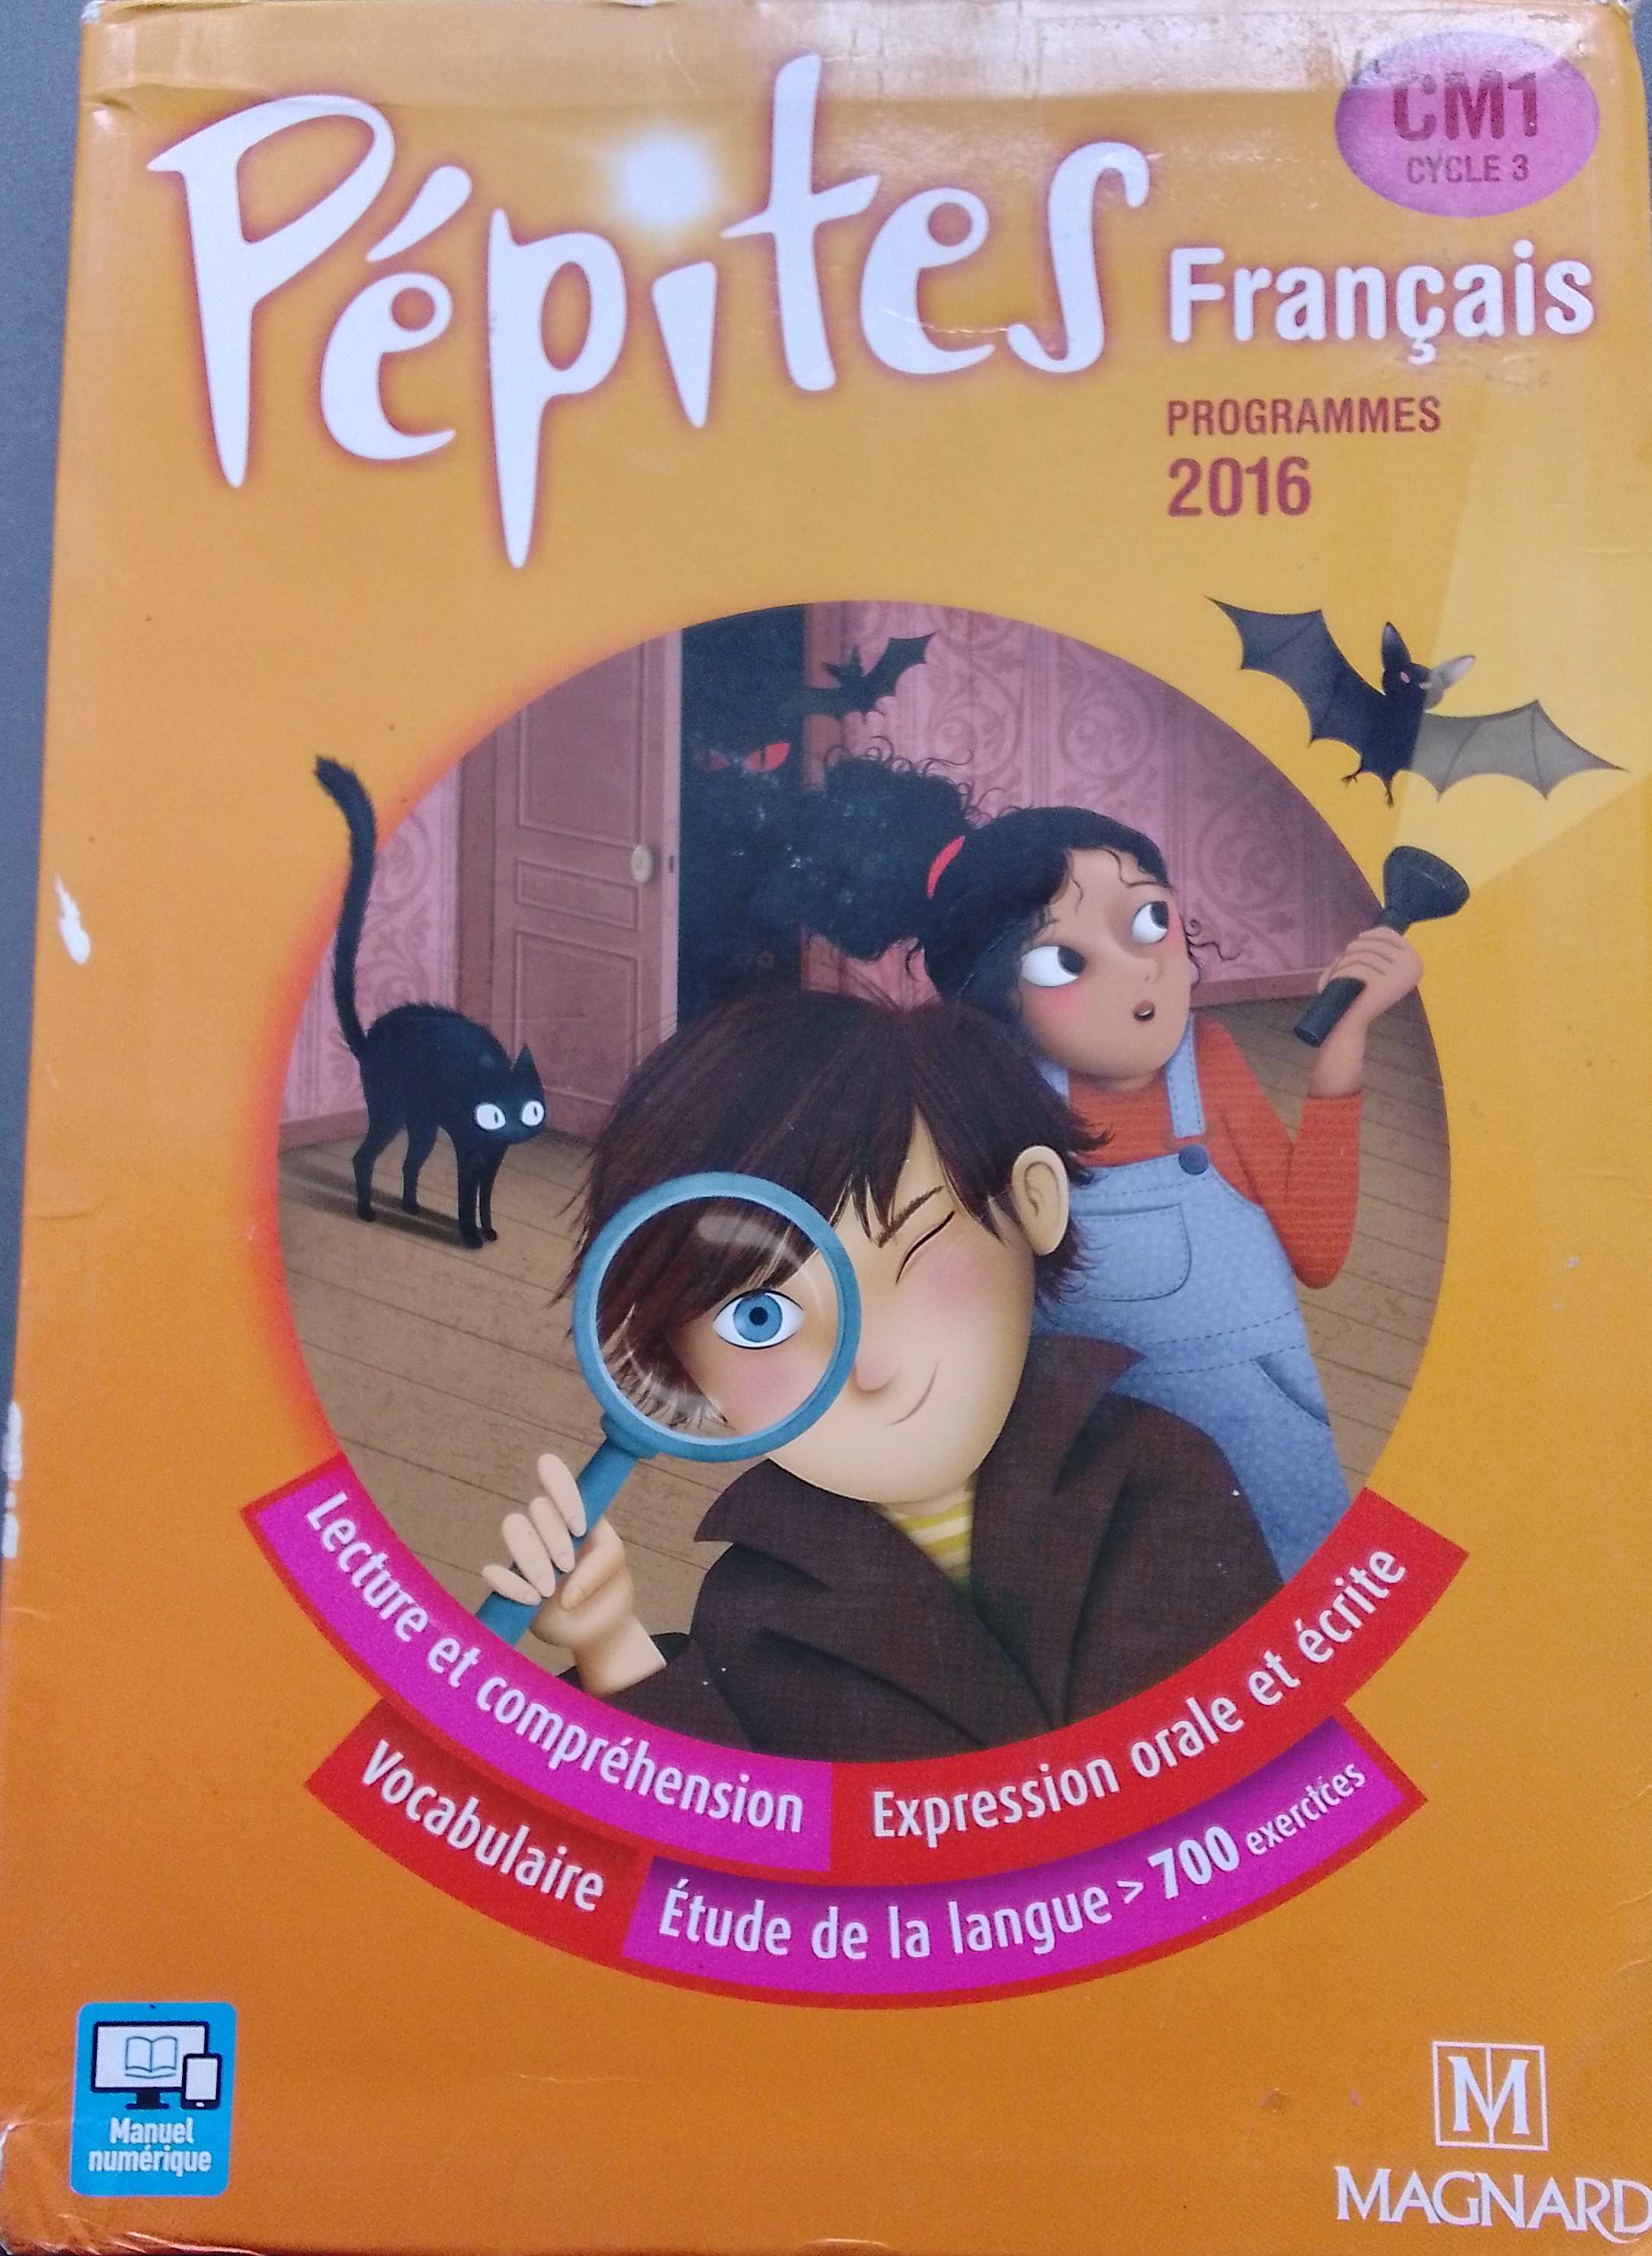 CM1
CYCLE 3
Pépites
Français
PROGRAMMES
2016
Lecture et compréhension
Expression orale et écrite
Vocabulaire
Étude de la langue > 700 exercices
Manuel
numérique
M
MAGNARD